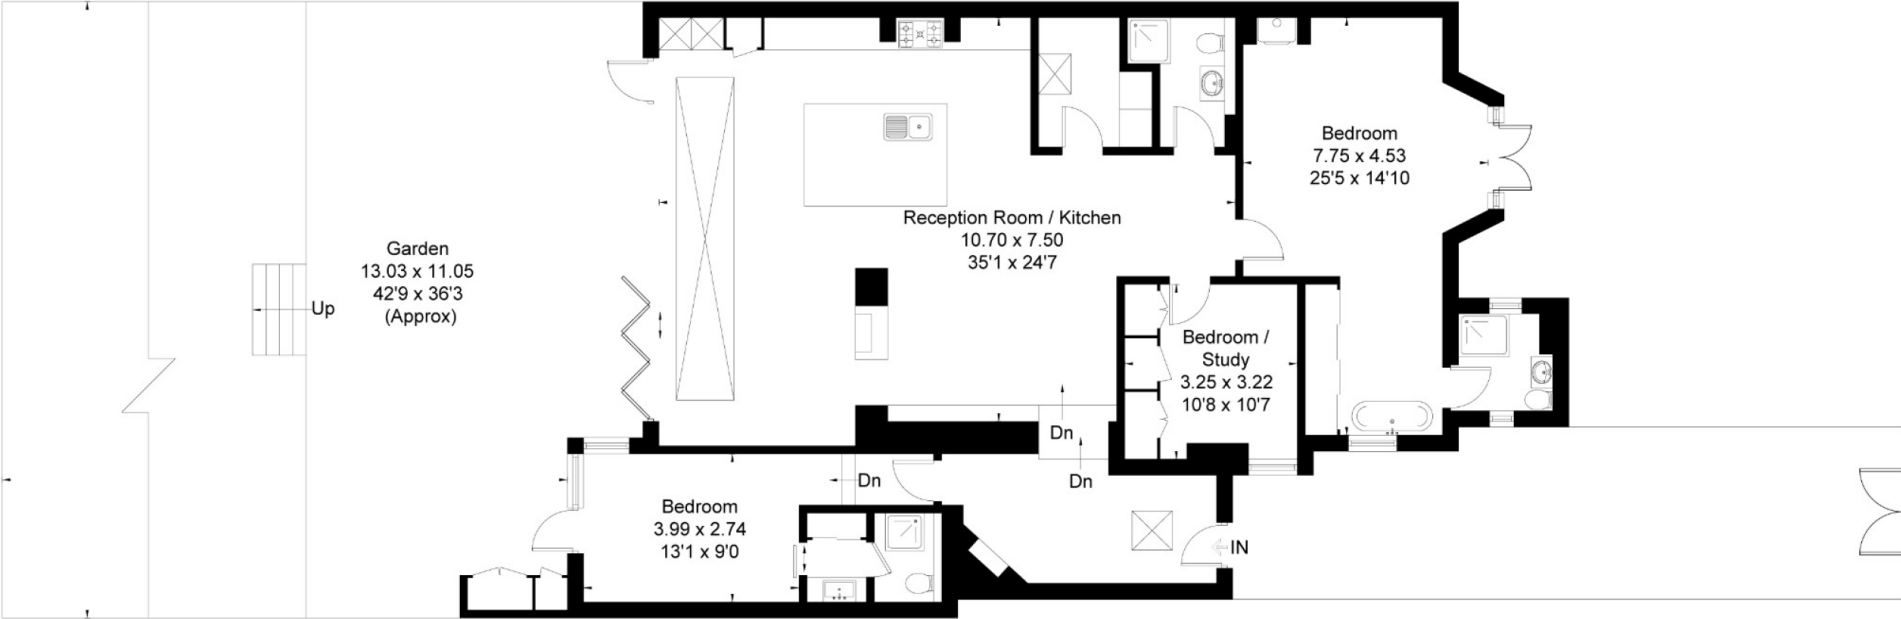 Garden
13.03 x 11.05
42'9 x 36'3
(Approx)
Up
Reception Room / Kitchen
10.70 x 7.50
35'1 x 24'7
Bedroom
7.75 x 4.53
25'5 x 14'10
Bedroom /
Study
3.25 x 3.22
10'8 x 10'7
Dn
Dn
Dn
Bedroom
3.99 x 2.74
13'1 x 9'0
IN